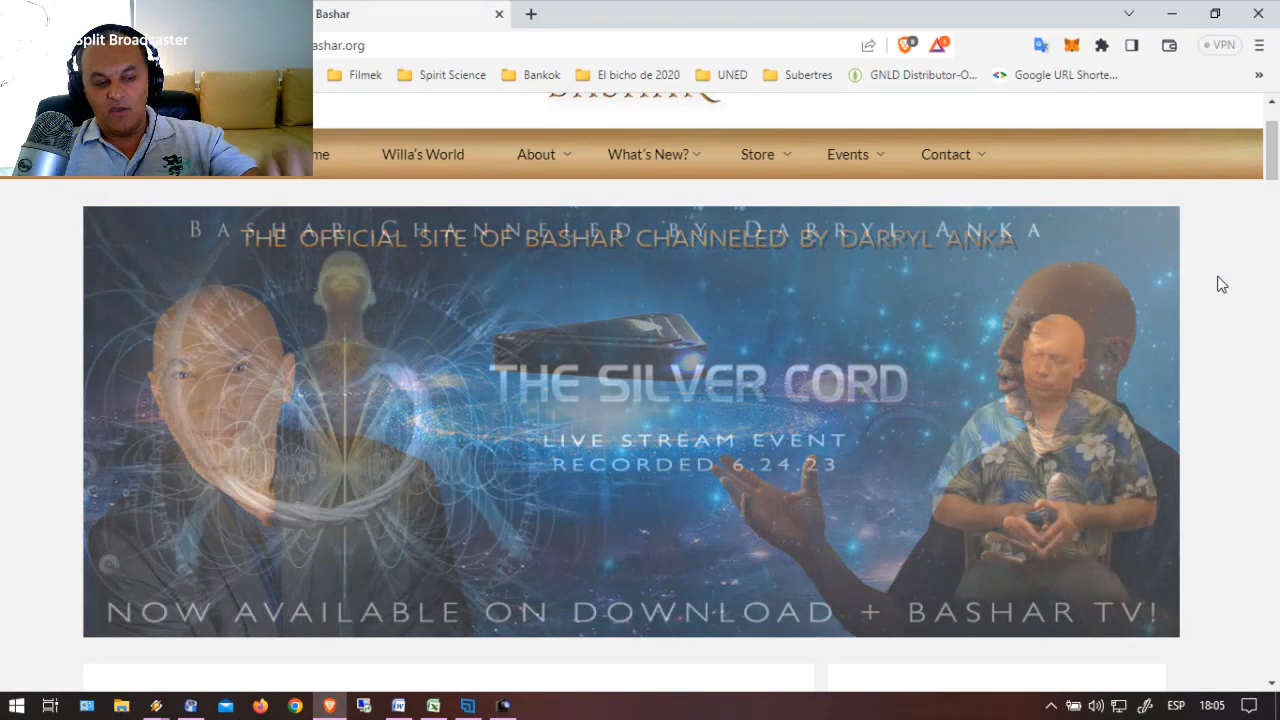 Split Broadcaster
Bashar
ashar.org
VPN
Filmek
Spirit Science
Bankok
El bicho de 2020
UNED
Subertres
GNLD Distributor-O...
Google URL Shorte...
»
BASHAR
me
Willa's World
About
What's New?
Store
Events
Contact
BASHAR CHANNELED BY DARRYL ANKA
THE OFFICIAL SITE OF BASHAR CHANNELED BY DARRYL ANKA
THE SILVER CORD
LIVE STREAM EVENT
RECORDED 6.24.23
NOW AVAILABLE ON DOWNLOAD + BASHAR TV!
ESP
18:05